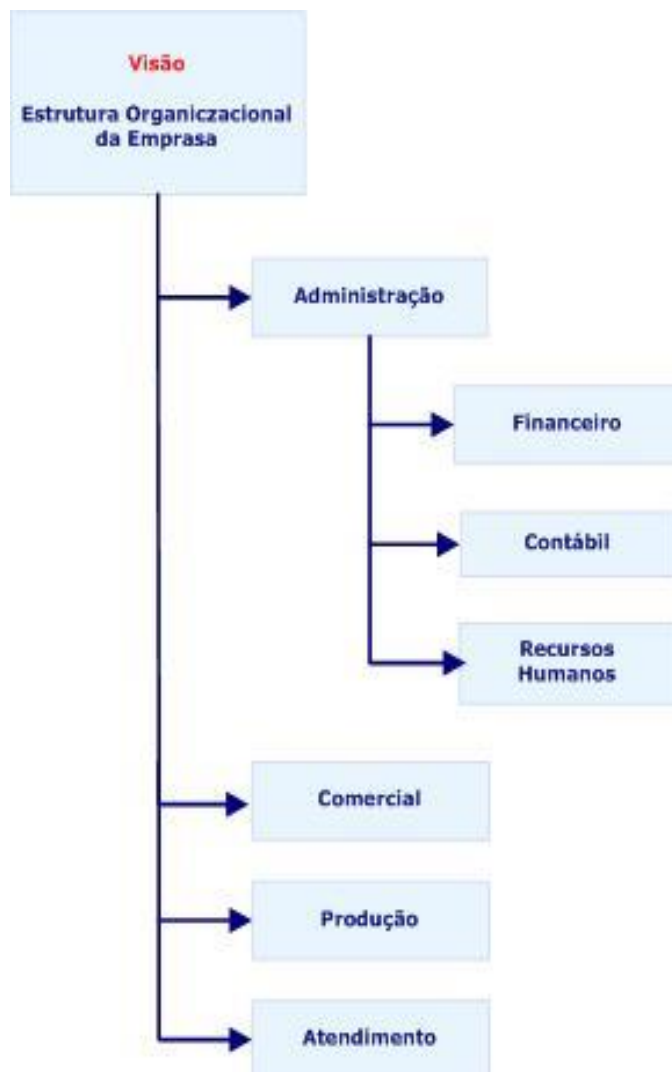 Visão
Estrutura Organiczacional
da Emprasa
Administração
Financeiro
Contábil
Recursos
Humanos
Comercial
Produção
Atendimento